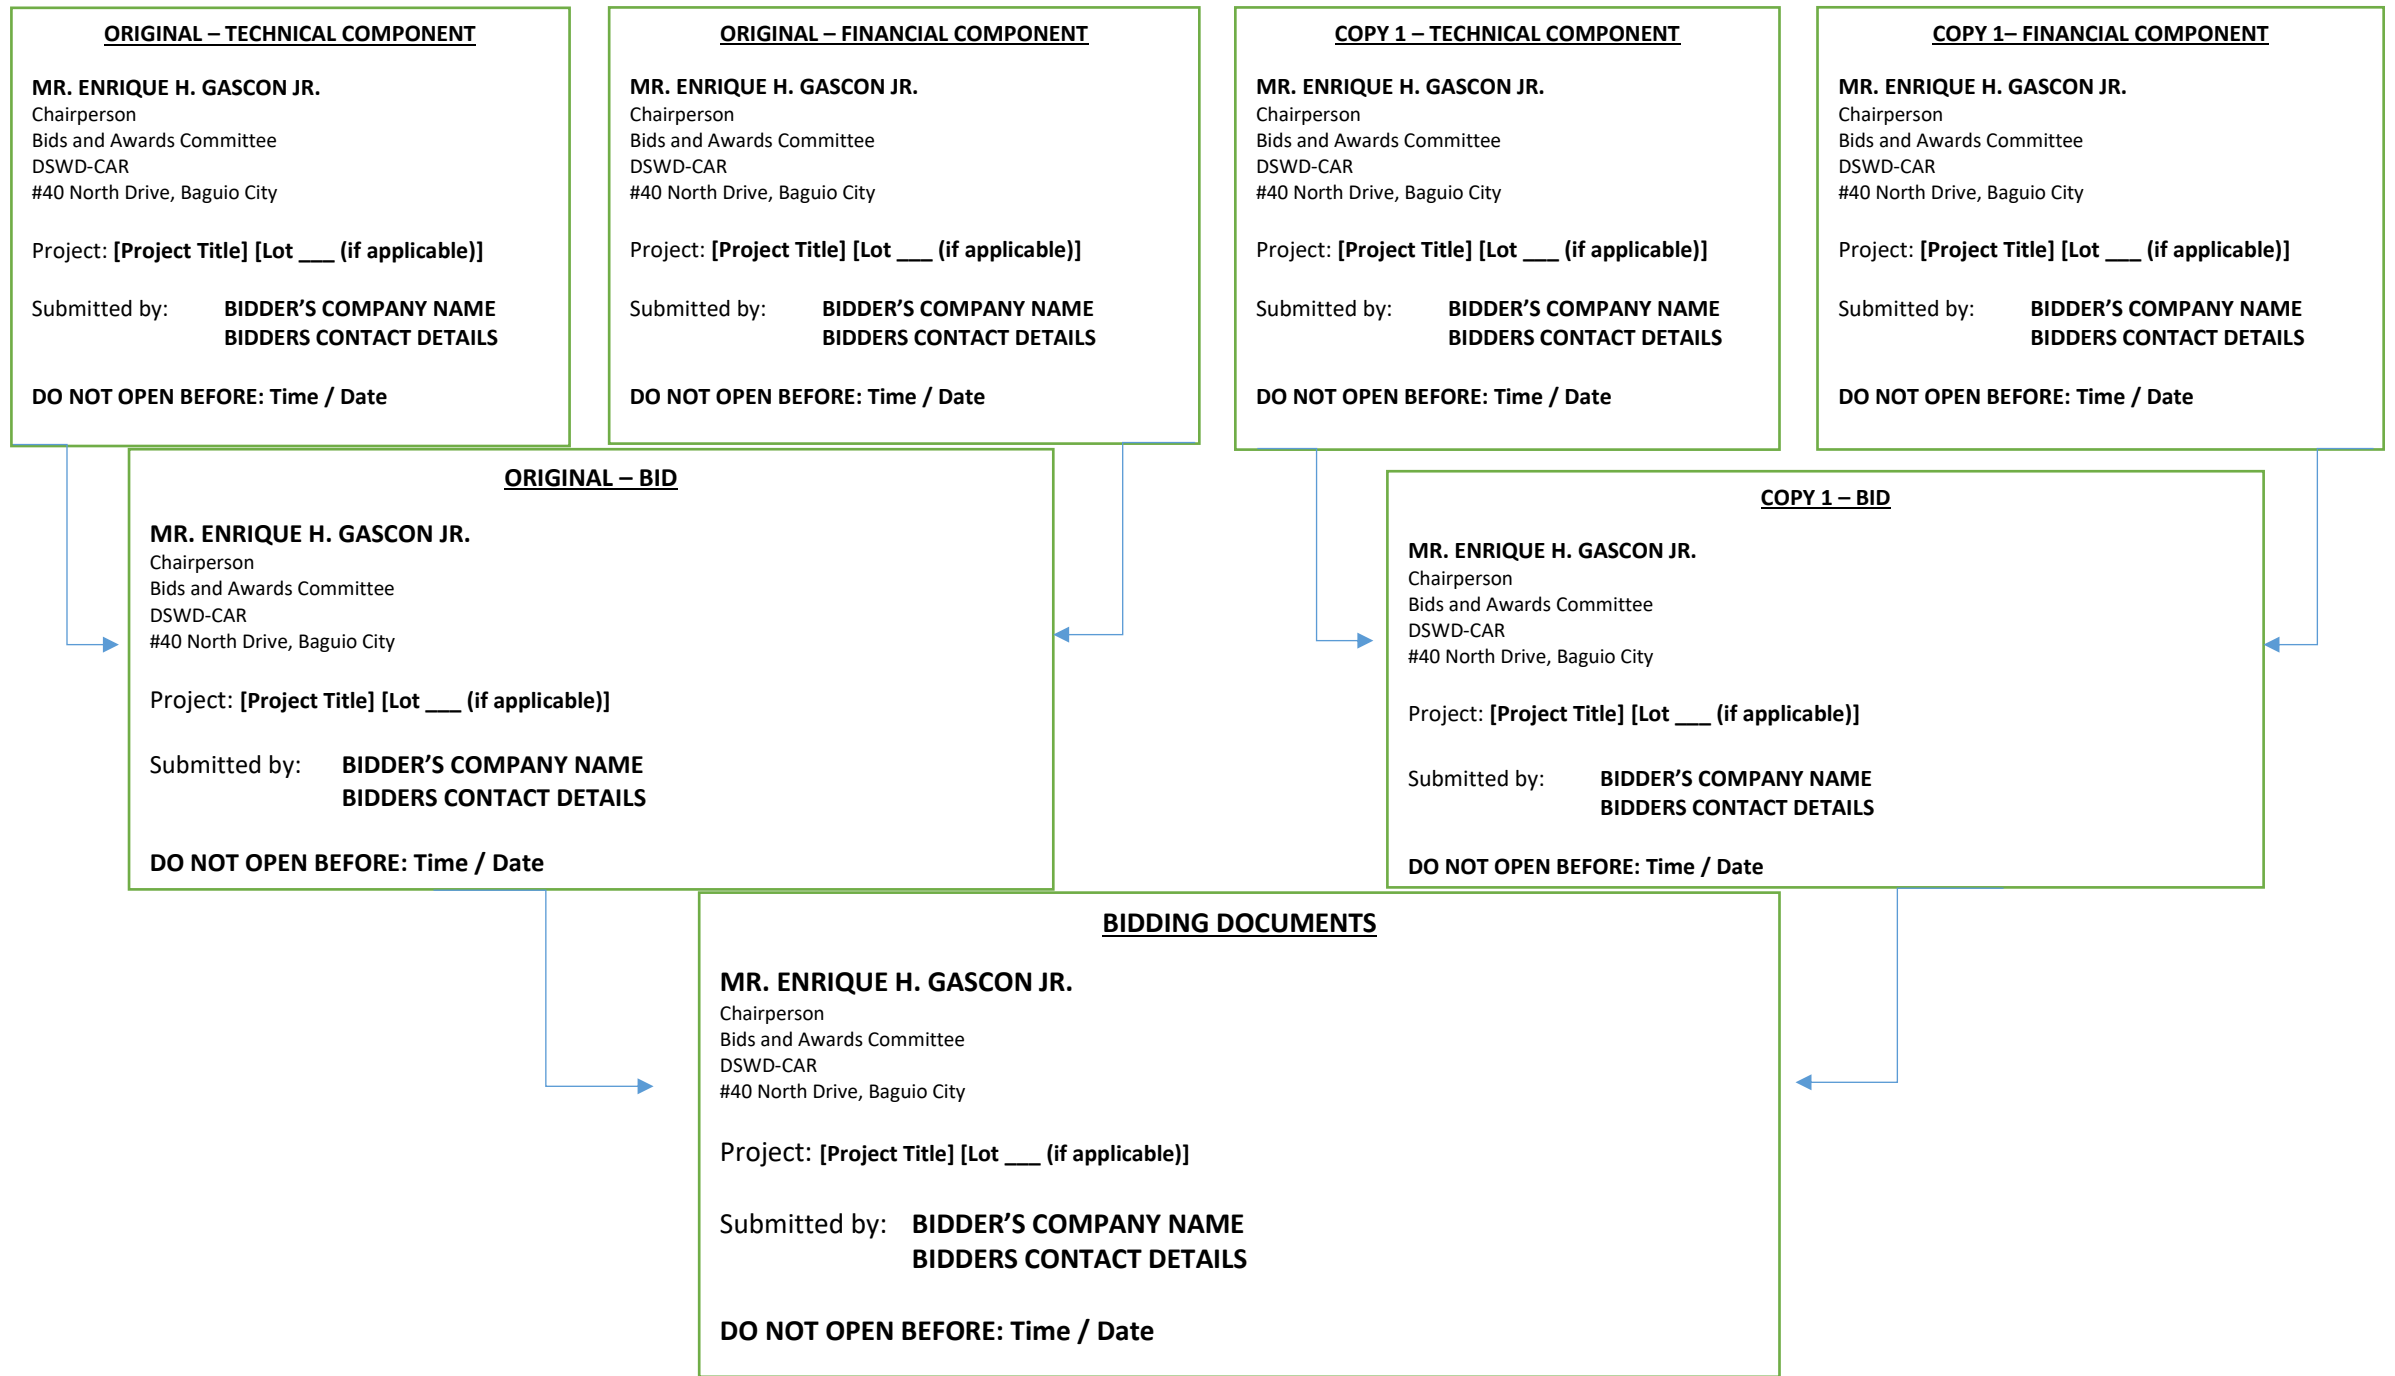 ORIGINAL – TECHNICAL COMPONENT
MR. ENRIQUE H. GASCON JR.
Chairperson
Bids and Awards Committee
DSWD-CAR
#40 North Drive, Baguio City
Project: [Project Title] [Lot ___ (if applicable)]
Submitted by: BIDDER’S COMPANY NAME
BIDDERS CONTACT DETAILS
DO NOT OPEN BEFORE: Time / Date
ORIGINAL – FINANCIAL COMPONENT
MR. ENRIQUE H. GASCON JR.
Chairperson
Bids and Awards Committee
DSWD-CAR
#40 North Drive, Baguio City
Project: [Project Title] [Lot ___ (if applicable)]
Submitted by: BIDDER’S COMPANY NAME
BIDDERS CONTACT DETAILS
DO NOT OPEN BEFORE: Time / Date
COPY 1 – TECHNICAL COMPONENT
MR. ENRIQUE H. GASCON JR.
Chairperson
Bids and Awards Committee
DSWD-CAR
#40 North Drive, Baguio City
Project: [Project Title] [Lot ___ (if applicable)]
Submitted by: BIDDER’S COMPANY NAME
BIDDERS CONTACT DETAILS
DO NOT OPEN BEFORE: Time / Date
COPY 1– FINANCIAL COMPONENT
MR. ENRIQUE H. GASCON JR.
Chairperson
Bids and Awards Committee
DSWD-CAR
#40 North Drive, Baguio City
Project: [Project Title] [Lot ___ (if applicable)]
Submitted by: BIDDER’S COMPANY NAME
BIDDERS CONTACT DETAILS
DO NOT OPEN BEFORE: Time / Date
ORIGINAL – BID
MR. ENRIQUE H. GASCON JR.
Chairperson
Bids and Awards Committee
DSWD-CAR
#40 North Drive, Baguio City
Project: [Project Title] [Lot ___ (if applicable)]
Submitted by: BIDDER’S COMPANY NAME
BIDDERS CONTACT DETAILS
DO NOT OPEN BEFORE: Time / Date
COPY 1 – BID
MR. ENRIQUE H. GASCON JR.
Chairperson
Bids and Awards Committee
DSWD-CAR
#40 North Drive, Baguio City
Project: [Project Title] [Lot ___ (if applicable)]
Submitted by: BIDDER’S COMPANY NAME
BIDDERS CONTACT DETAILS
DO NOT OPEN BEFORE: Time / Date
BIDDING DOCUMENTS
MR. ENRIQUE H. GASCON JR.
Chairperson
Bids and Awards Committee
DSWD-CAR
#40 North Drive, Baguio City
Project: [Project Title] [Lot ___ (if applicable)]
Submitted by: BIDDER’S COMPANY NAME
BIDDERS CONTACT DETAILS
DO NOT OPEN BEFORE: Time / Date